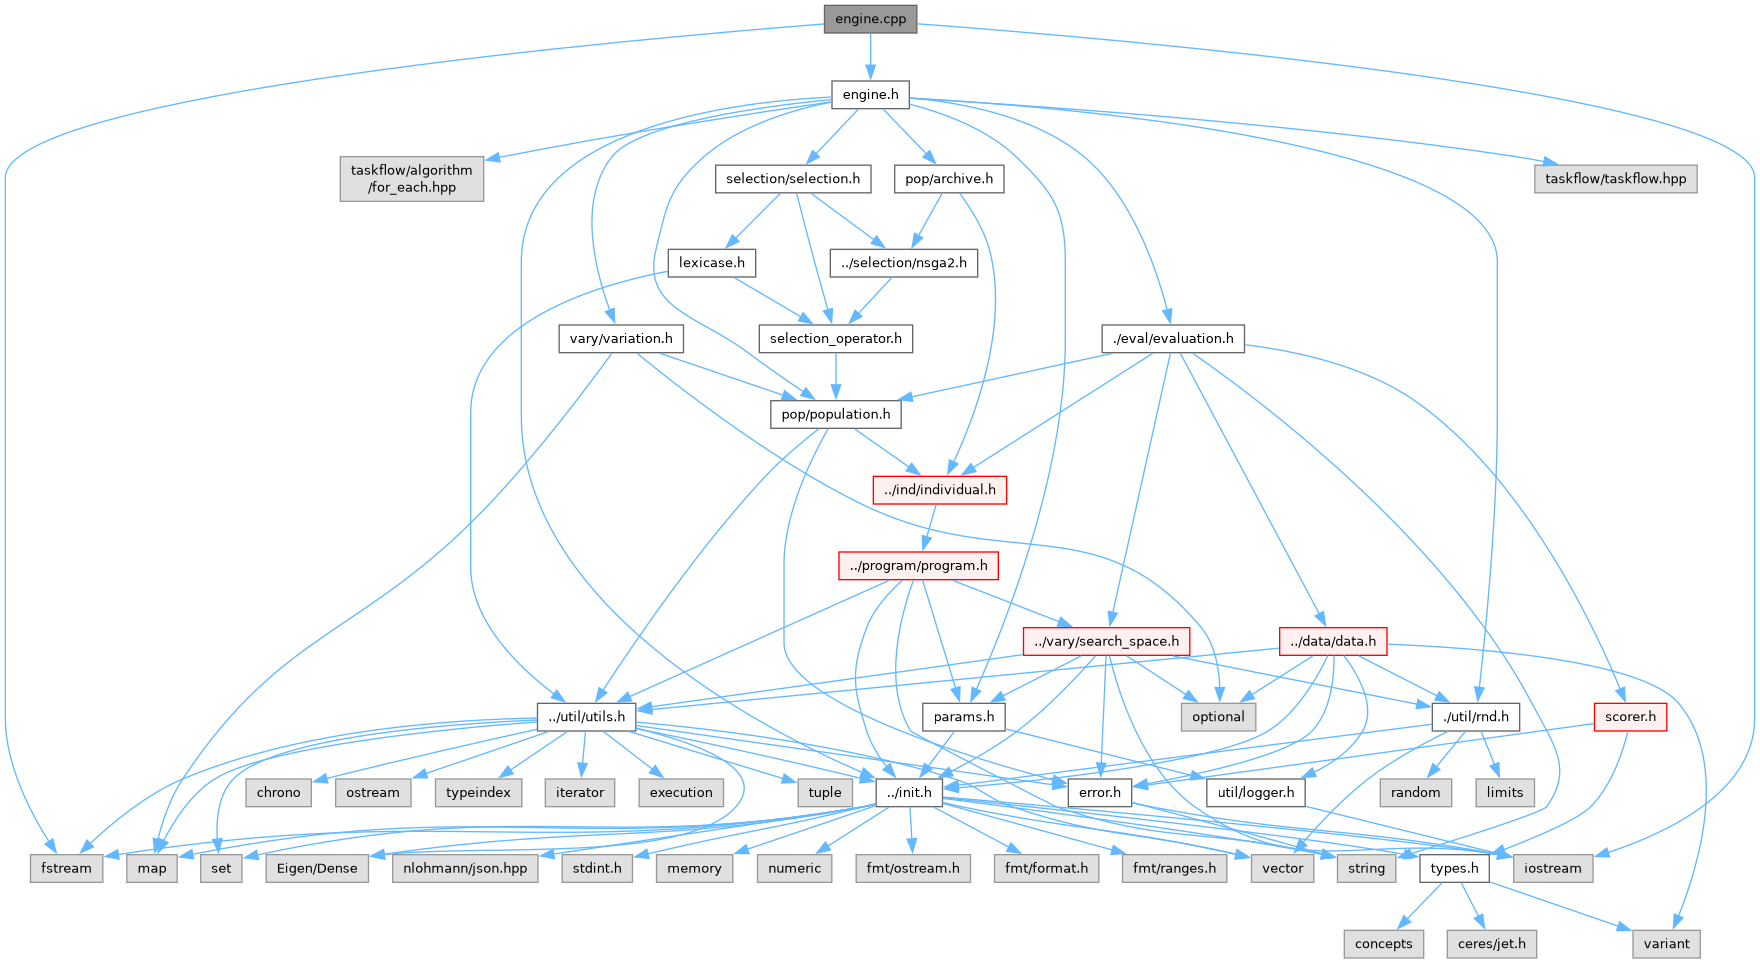 engine.cpp
engine.h
taskflow/algorithm
/for_each.hpp
selection/selection.h
pop/archive.h
taskflow/taskflow.hpp
lexicase.h
../selection/nsga2.h
vary/variation.h
selection_operator.h
./eval/evaluation.h
pop/population.h
../ind/individual.h
../program/program.h
../vary/search_space.h
../data/data.h
../util/utils.h
params.h
optional
./util/rnd.h
scorer.h
chrono
ostream
typeindex
iterator
execution
tuple
../init.h
error.h
util/logger.h
random
limits
fstream
map
set
Eigen/Dense
nlohmann/json.hpp
stdint.h
memory
numeric
fmt/ostream.h
fmt/format.h
fmt/ranges.h
vector
string
types.h
iostream
concepts
ceres/jet.h
variant